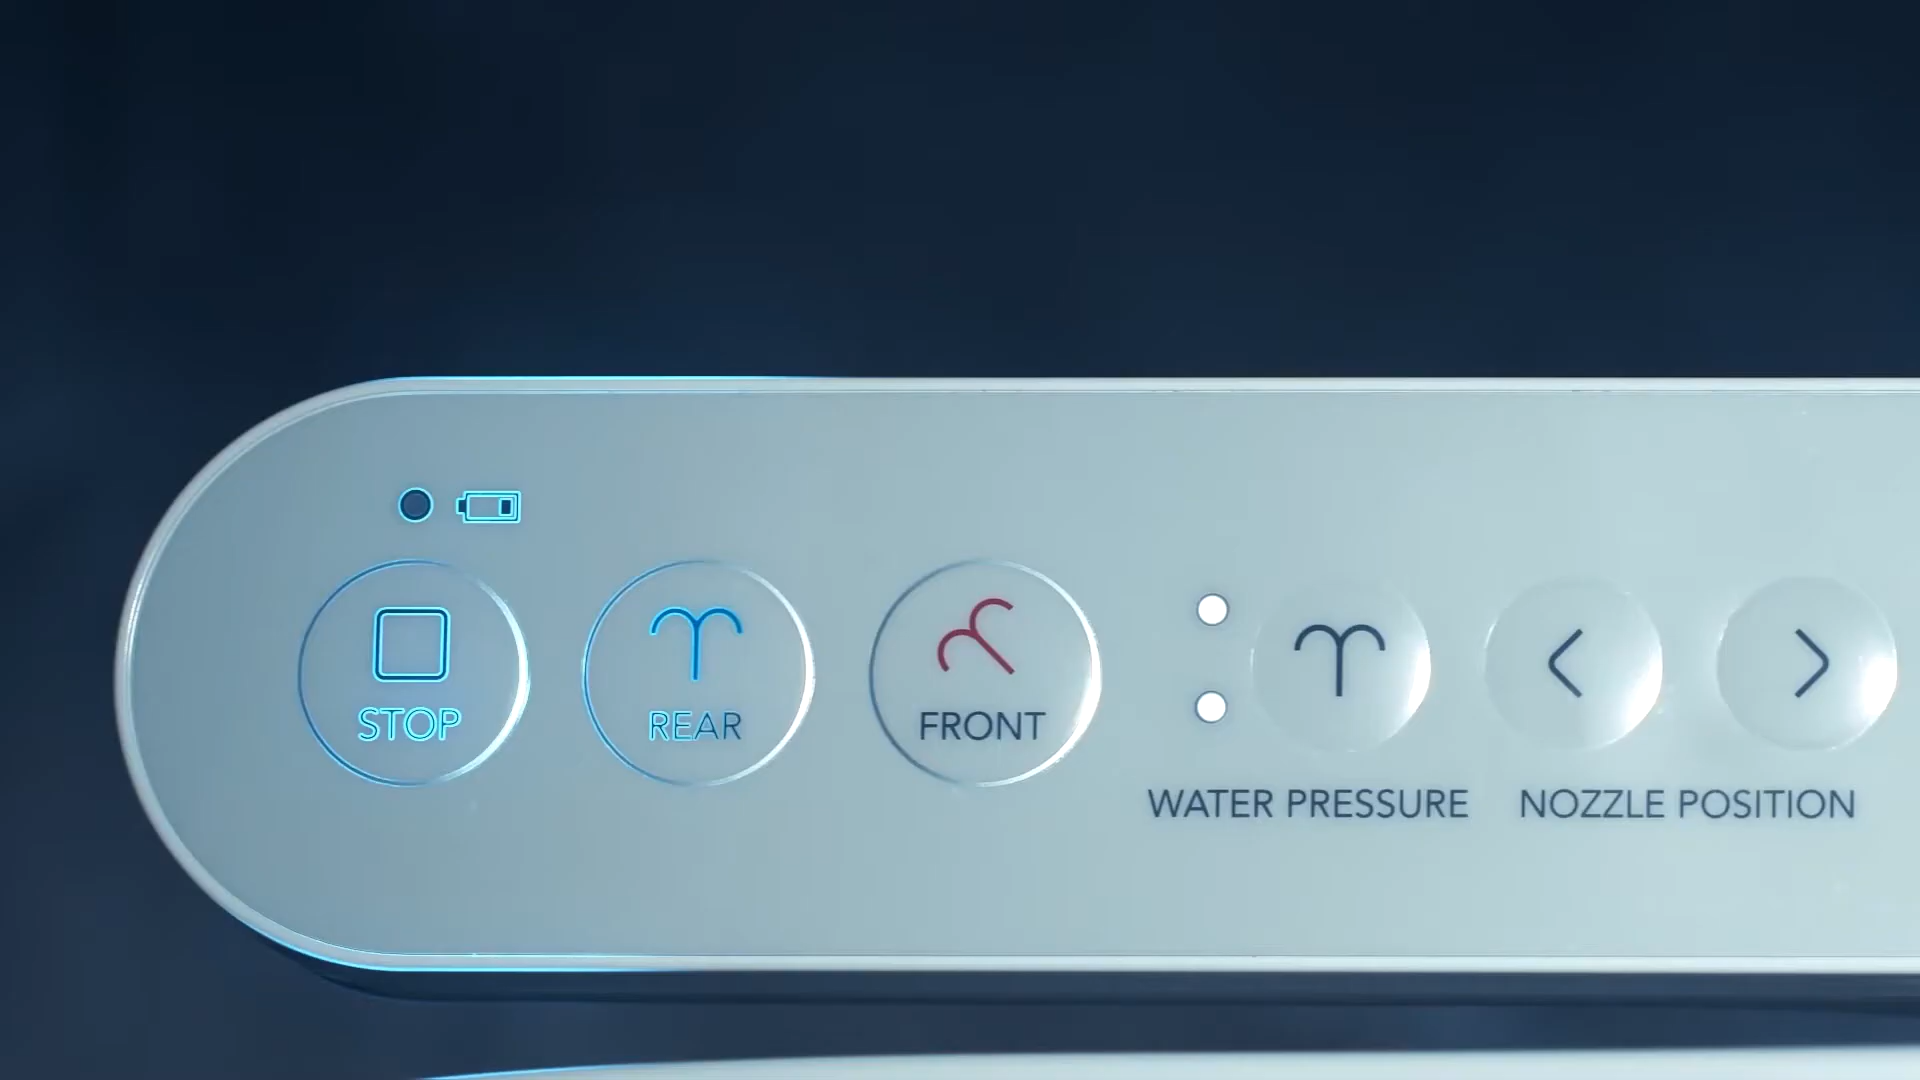 STOP
REAR
FRONT
WATER PRESSURE
NOZZLE POSITION